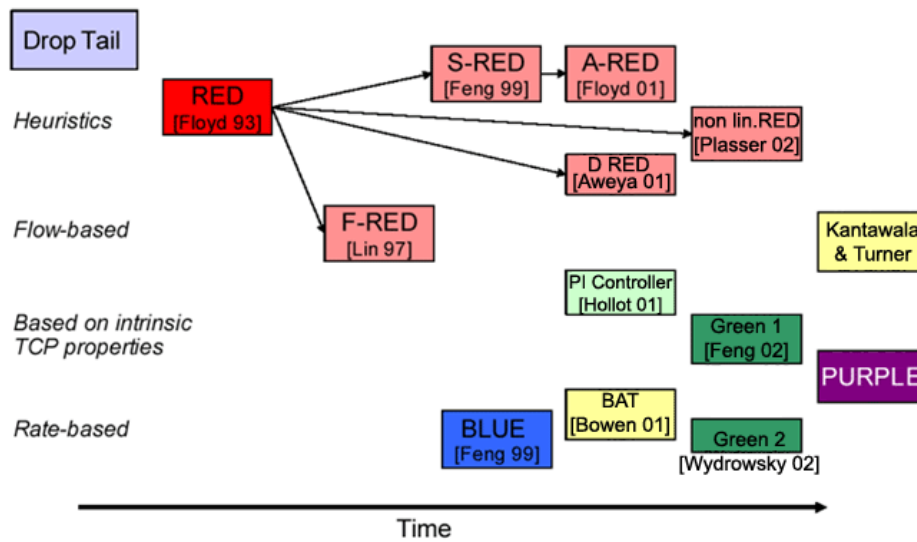 Drop Tail
S-RED
[Feng 99]
A-RED
[Floyd 01]
RED
[Floyd 93]
Heuristics
non lin.RED
[Plasser 02]
D RED
[Aweya 01]
F-RED
[Lin 97]
Flow-based
Kantawala
& Turner
PI Controller
[Hollot 01]
Based on intrinsic
TCP properties
Green 1
[Feng 02]
PURPLE
BAT
[Bowen 01]
Rate-based
BLUE
[Feng 99]
Green 2
[Wydrowsky 02]
Time